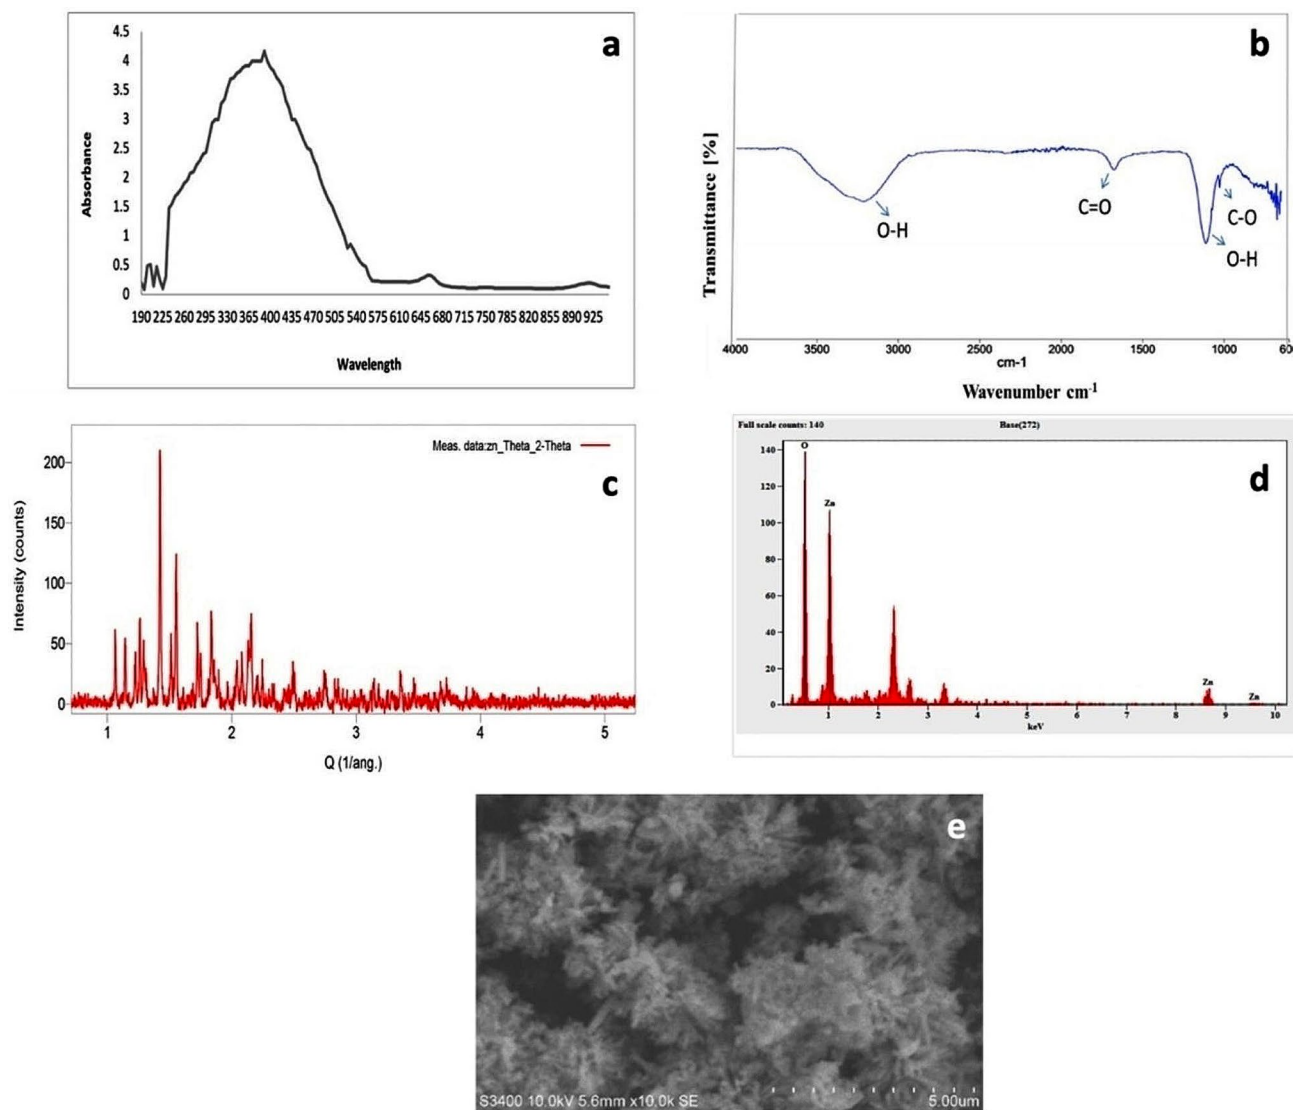 a
4.5
4
3.5
3
2.5
2
1.5
1
0.5
0
Absorbance
190 225 260 295 330 365 400 435 470 505 540 575 610 645 680 715 750 785 820 855 890 925
Wavelength
b
Transmittance [%]
O-H
C=O
C-O
O-H
4000 3500 3000 2500 2000 1500 1000
cm-1
Wavenumber cm-1
Meas. data:zn_Theta_2-Theta
c
200
150
100
50
0
Intensity (counts)
1 2 3 4 5
Q (1/ang.)
Full scale counts: 140 Base(272)
d
140
120
100
80
60
40
20
0
O
Zn
Zn
Zn
1 2 3 4 5 6 7 8 9 10
keV
e
S3400 10.0kV 5.6mm x10.0k SE 5.00um